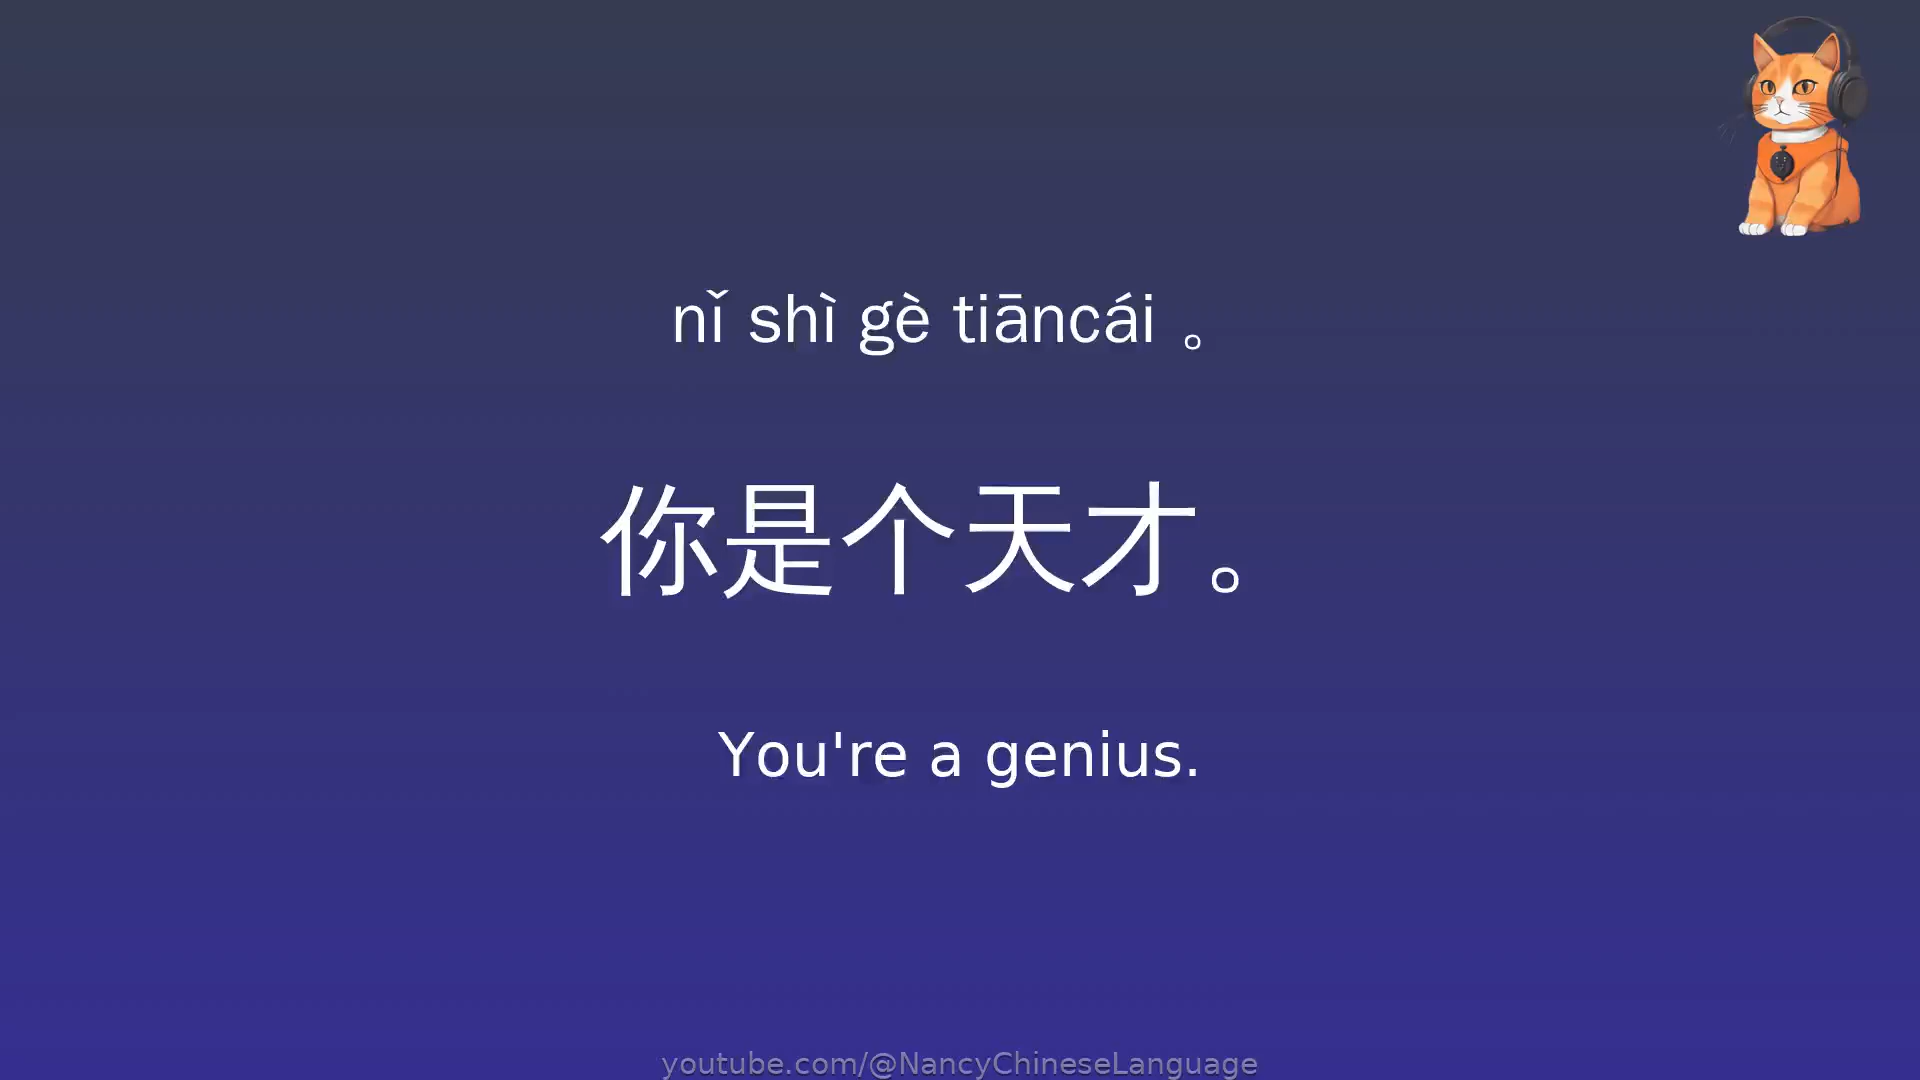 nǐ shì gè tiāncái 。
你是个天才。
You're a genius.
youtube.com/@NancyChineseLanguage